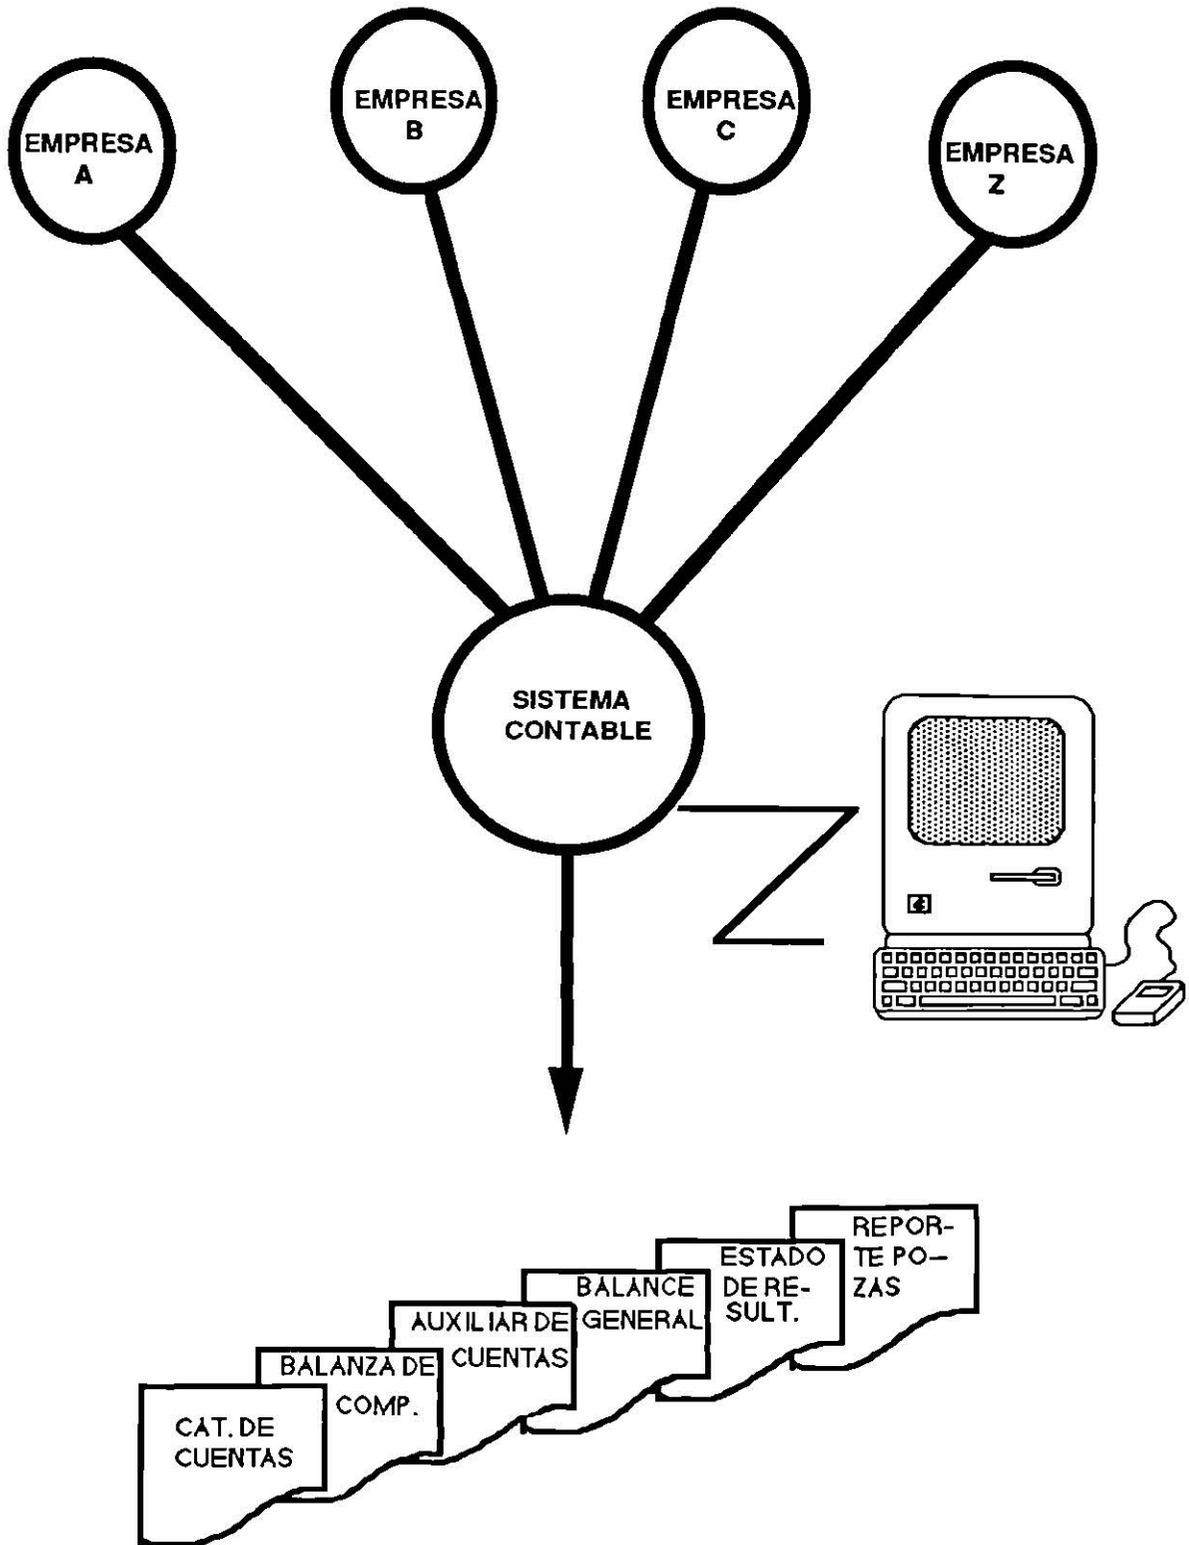 EMPRESA
A
EMPRESA
B
EMPRESA
C
EMPRESA
Z
SISTEMA
CONTABLE
REPOR-
TE PO-
ZAS
ESTADO
DE RE-
SULT.
BALANCE
GENERAL
AUXILIAR DE
CUENTAS
BALANZA DE
COMP.
CAT. DE
CUENTAS